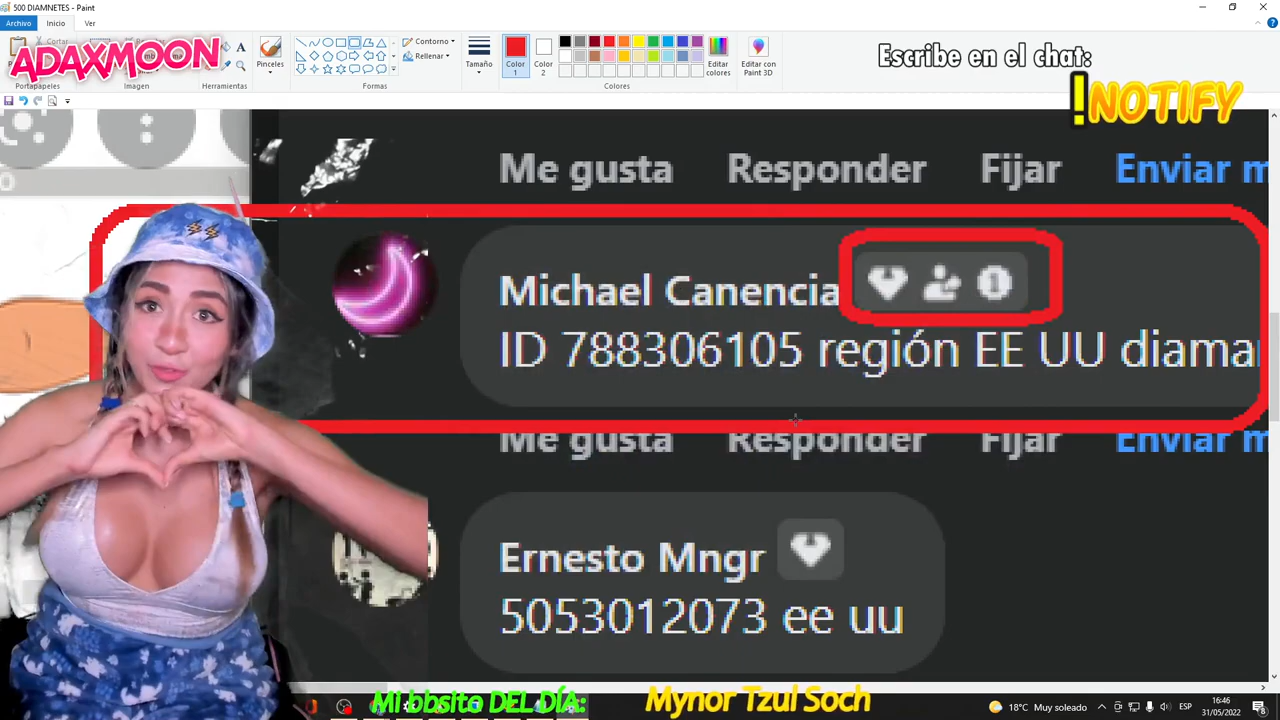 500 DIAMNETES - Paint
Archivo Inicio Ver
Cortar
Contorno
Rellenar
Pinceles
Tamaño
Color 1
Color 2
Editar colores
Editar con Paint 3D
Portapapeles Imagen Herramientas Formas Colores
ADAXMOON
Escribe en el chat:
!NOTIFY
Me gusta Responder Fijar Enviar m
Michael Canencia
ID 788306105 región EE UU diama
Me gusta Responder Fijar Enviar m
Ernesto Mngr
5053012073 ee uu
Mi bbsito DEL DÍA: Mynor Tzul Soch
18°C Muy soleado ESP 16:46
31/05/2022